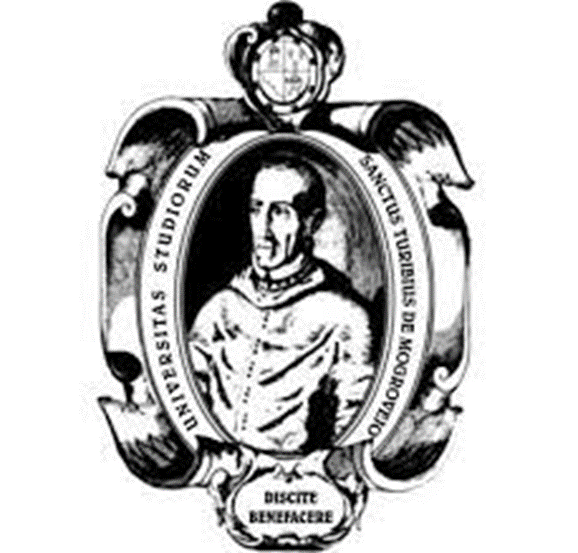 UNIVERSITAS STUDIORUM
SANCTUS TURIBIUS DE MOGROVEJO
DISCITE
BENEFACERE